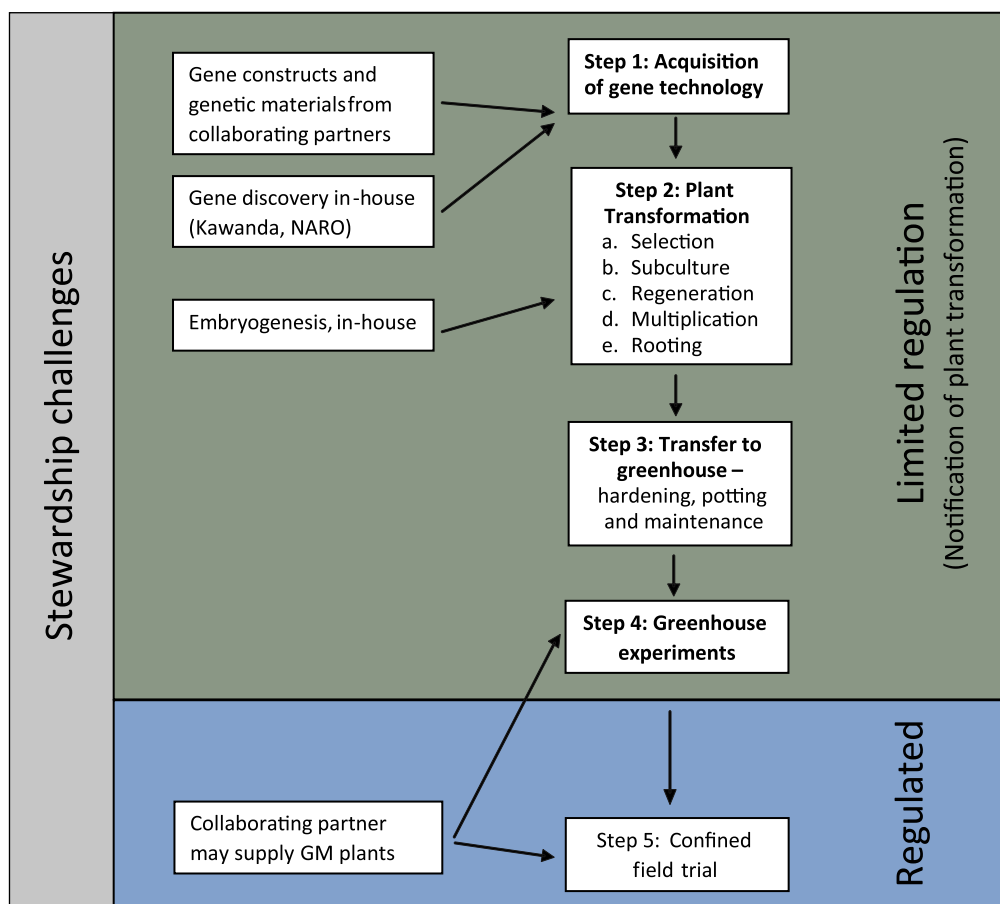 Stewardship challenges
Gene constructs and
genetic materials from
collaborating partners
Gene discovery in-house
(Kawanda, NARO)
Embryogenesis, in-house
Step 1: Acquisition
of gene technology
Step 2: Plant
Transformation
a. Selection
b. Subculture
c. Regeneration
d. Multiplication
e. Rooting
Step 3: Transfer to
greenhouse –
hardening, potting
and maintenance
Step 4: Greenhouse
experiments
Limited regulation
(Notification of plant transformation)
Collaborating partner
may supply GM plants
Step 5: Confined
field trial
Regulated